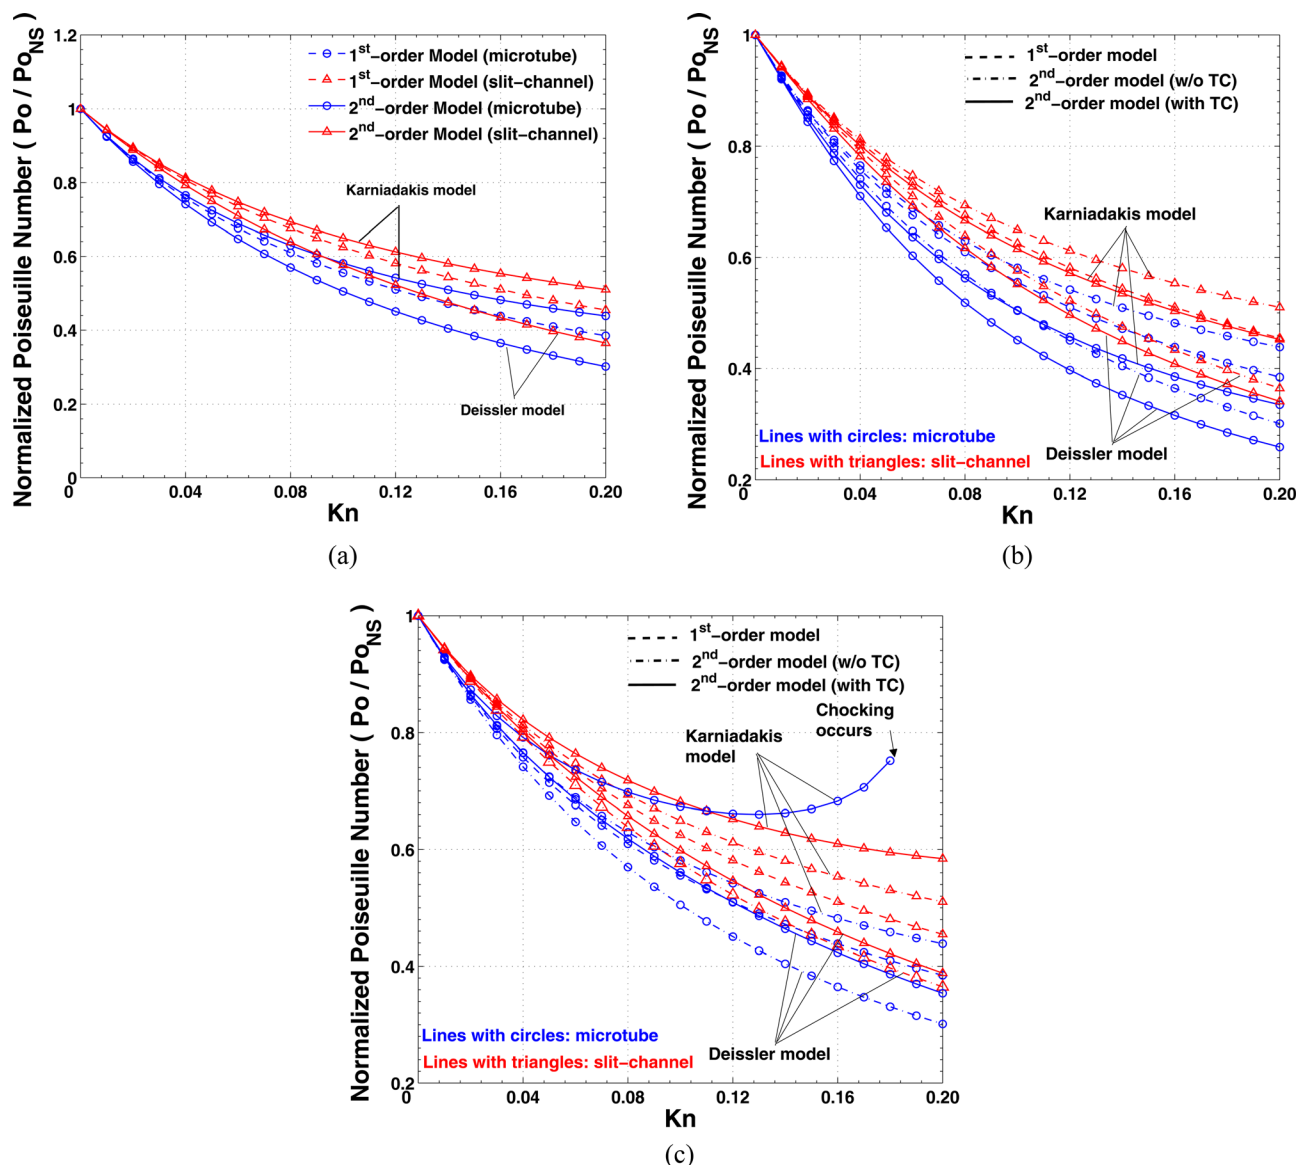 Normalized Poiseuille Number ( Po / Po_NS )
1.2
1
0.8
0.6
0.4
0.2
0
1st−order Model (microtube)
1st−order Model (slit−channel)
2nd−order Model (microtube)
2nd−order Model (slit−channel)
Karniadakis model
Deissler model
0 0.04 0.08 0.12 0.16 0.20
Kn
(a)
Normalized Poiseuille Number ( Po / Po_NS )
1
0.8
0.6
0.4
0.2
1st−order model
2nd−order model (w/o TC)
2nd−order model (with TC)
Karniadakis model
Lines with circles: microtube
Deissler model
Lines with triangles: slit−channel
0 0.04 0.08 0.12 0.16 0.20
Kn
(b)
Normalized Poiseuille Number ( Po / Po_NS )
1
0.8
0.6
0.4
0.2
1st−order model
2nd−order model (w/o TC)
2nd−order model (with TC)
Chocking
occurs
Karniadakis
model
Lines with circles: microtube
Deissler model
Lines with triangles: slit−channel
0 0.04 0.08 0.12 0.16 0.20
Kn
(c)